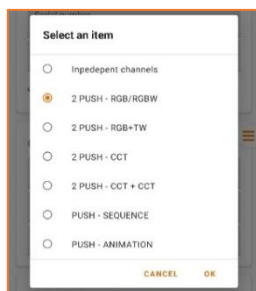 Select an item
Inpedepent channels
2 PUSH - RGB/RGBW
2 PUSH - RGB+TW
2 PUSH - CCT
2 PUSH - CCT + CCT
PUSH - SEQUENCE
PUSH - ANIMATION
CANCEL OK